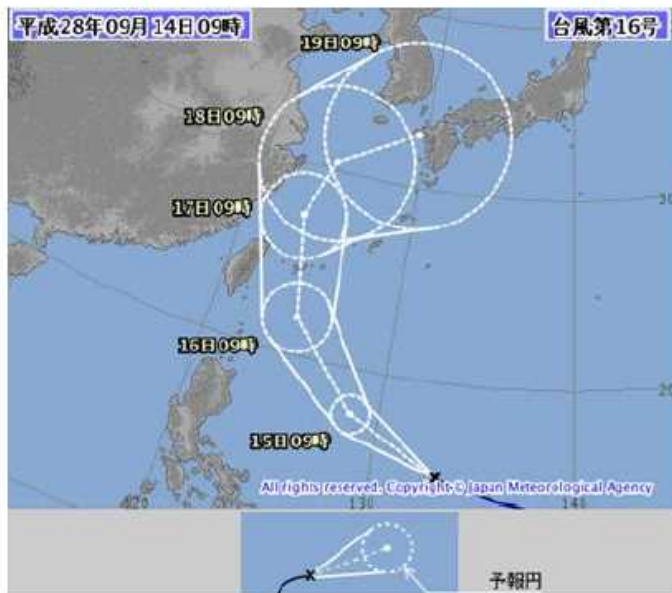 平成28年09月14日09時
台風第16号
19日09時
18日09時
17日09時
30
16日09時
20
15日09時
All rights reserved. Copyright © Japan Meteorological Agency
120
130
140
予報円